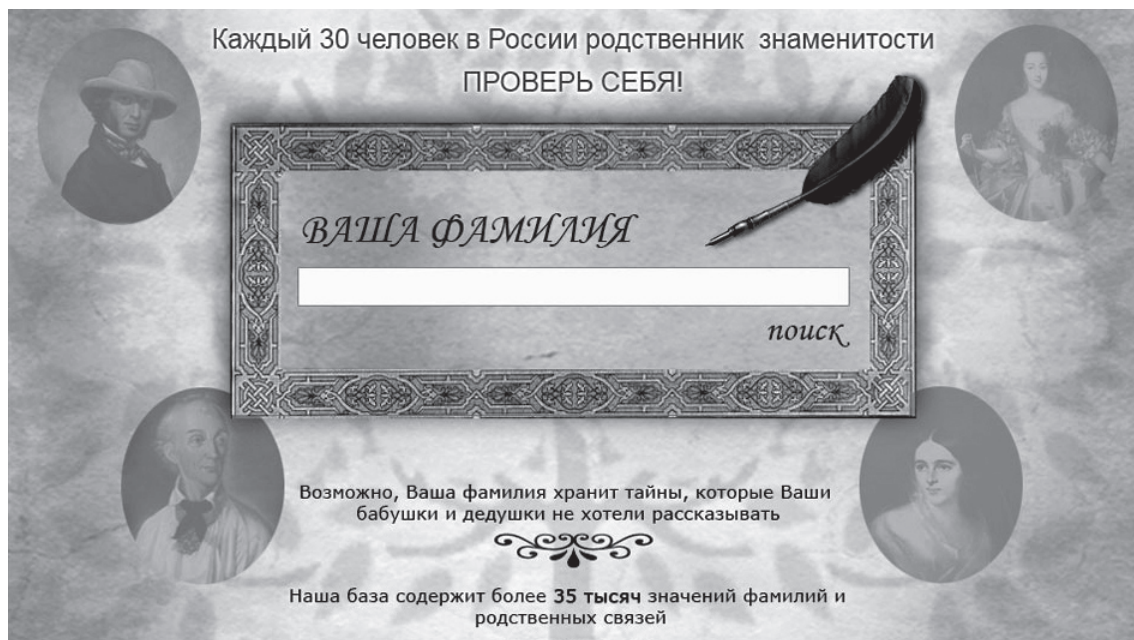 Каждый 30 человек в России родственник знаменитости
ПРОВЕРЬ СЕБЯ!
ВАША ФАМИЛИЯ
поиск
Возможно, Ваша фамилия хранит тайны, которые Ваши
бабушки и дедушки не хотели рассказывать
Наша база содержит более 35 тысяч значений фамилий и
родственных связей